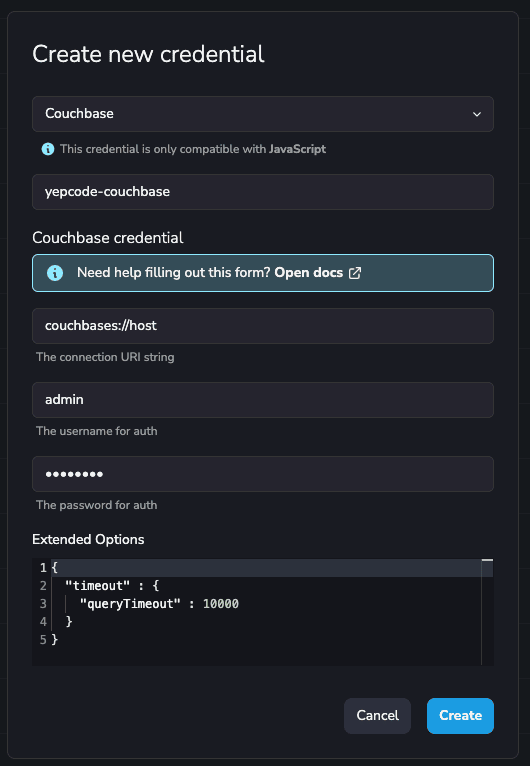 Create new credential
Couchbase
This credential is only compatible with JavaScript
yepcode-couchbase
Couchbase credential
Need help filling out this form? Open docs
couchbases://host
The connection URI string
admin
The username for auth
••••••••
The password for auth
Extended Options
1 {
2 "timeout" : {
3 "queryTimeout" : 10000
4 }
5 }
Cancel Create